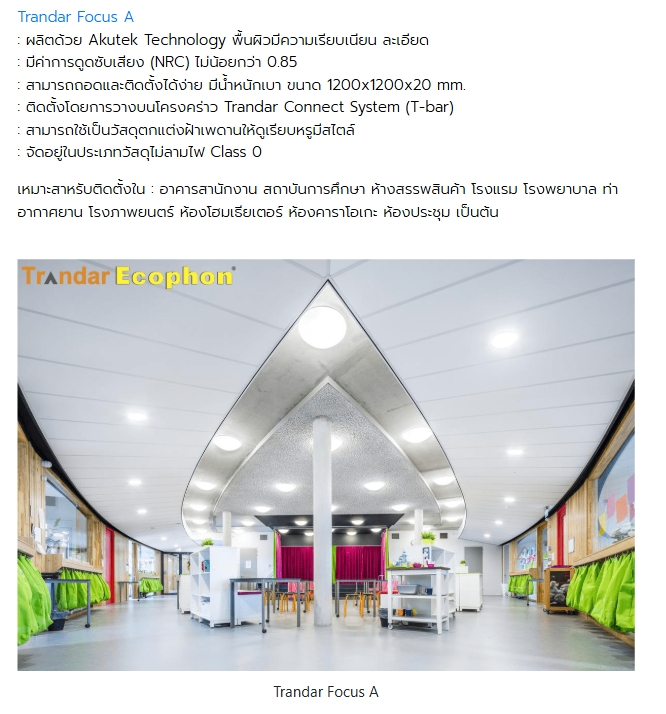 Trandar Focus A
: ผลิตด้วย Akutek Technology พื้นผิวมีความเรียบเนียน ละเอียด
: มีค่าการดูดซับเสียง (NRC) ไม่น้อยกว่า 0.85
: สามารถถอดและติดตั้งได้ง่าย มีน้ำหนักเบา ขนาด 1200x1200x20 mm.
: ติดตั้งโดยการวางบนโครงคร่าว Trandar Connect System (T-bar)
: สามารถใช้เป็นวัสดุตกแต่งฝ้าเพดานให้ดูเรียบหรูมีสไตล์
: จัดอยู่ในประเภทวัสดุไม่ลามไฟ Class 0
เหมาะสาหรับติดตั้งใน : อาคารสานักงาน สถาบันการศึกษา ห้างสรรพสินค้า โรงแรม โรงพยาบาล ท่า
อากาศยาน โรงภาพยนตร์ ห้องโฮมเธียเตอร์ ห้องคาราโอเกะ ห้องประชุม เป็นต้น
Trandar Ecophon®
Trandar Focus A